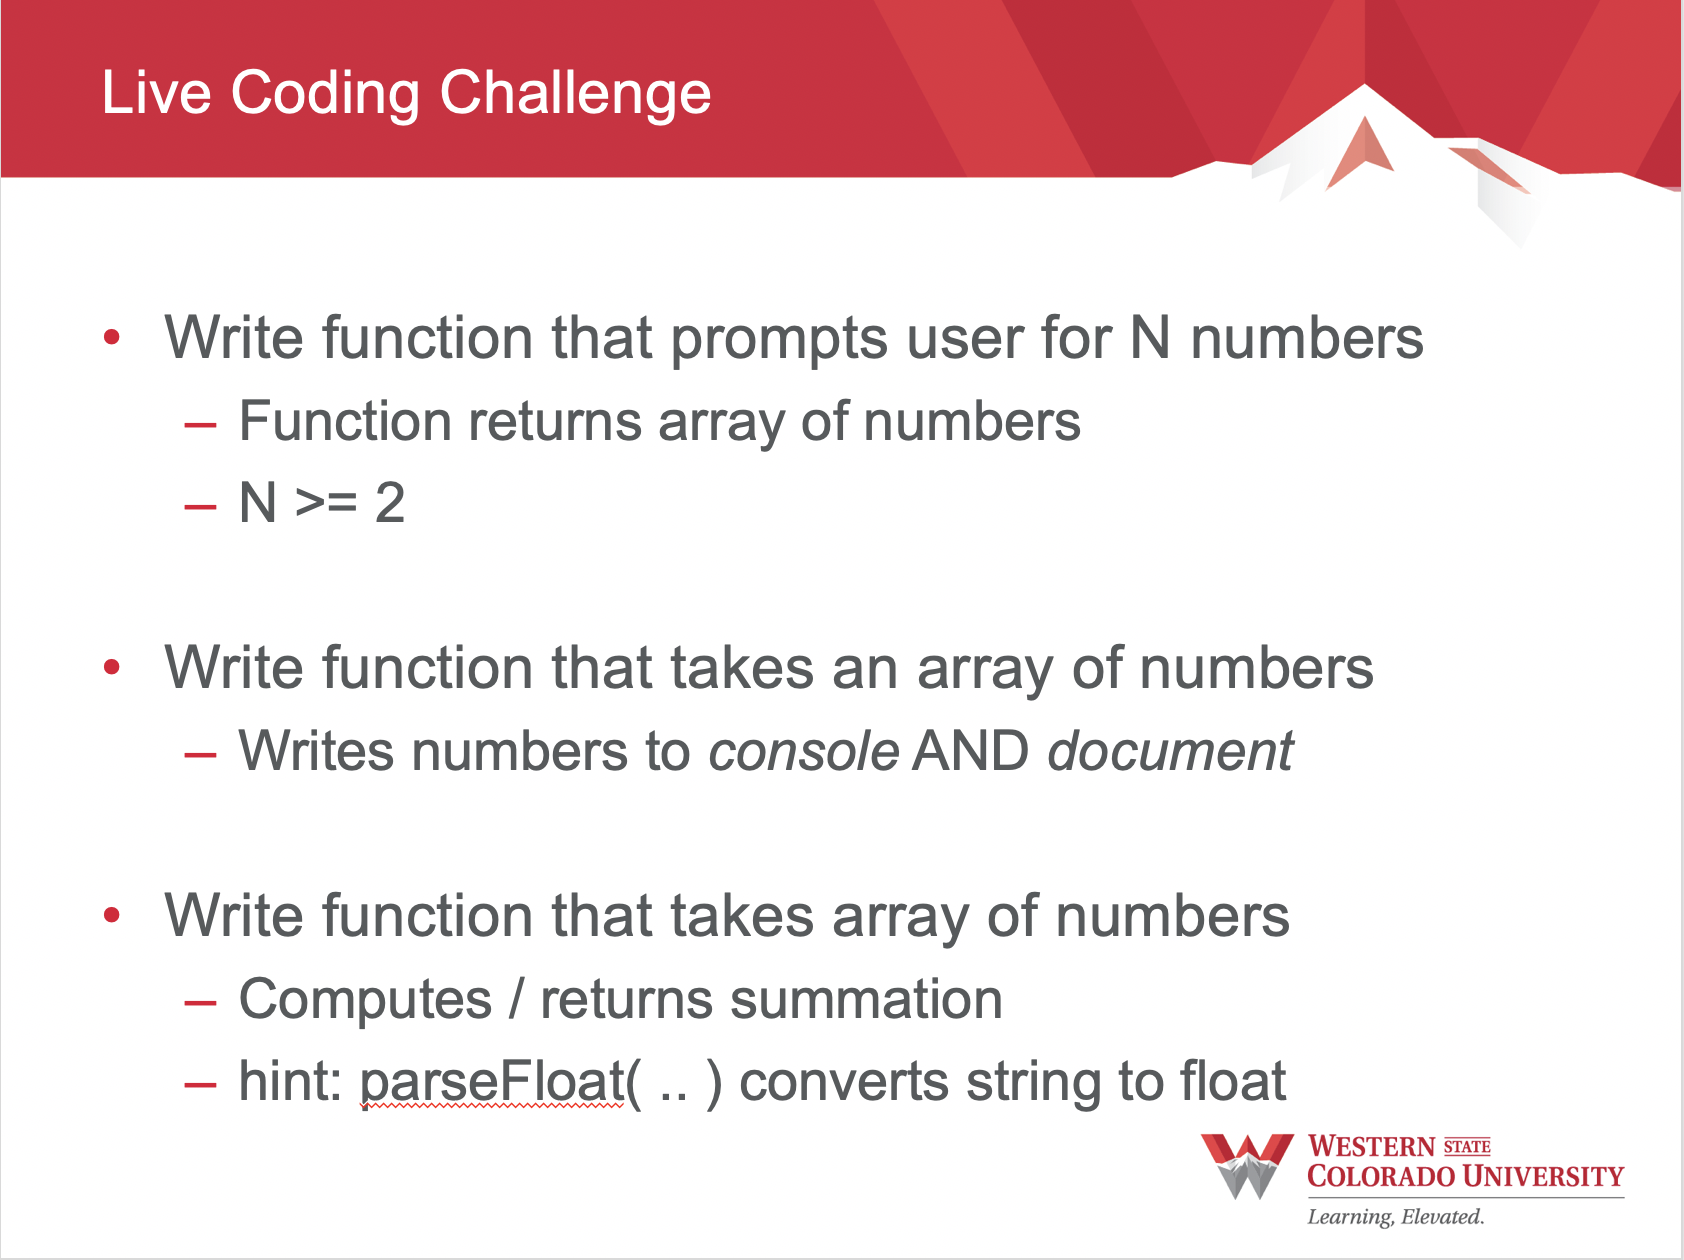 Live Coding Challenge
• Write function that prompts user for N numbers
– Function returns array of numbers
– N >= 2
• Write function that takes an array of numbers
– Writes numbers to console AND document
• Write function that takes array of numbers
– Computes / returns summation
– hint: parseFloat( .. ) converts string to float
WESTERN STATE
COLORADO UNIVERSITY
Learning, Elevated.